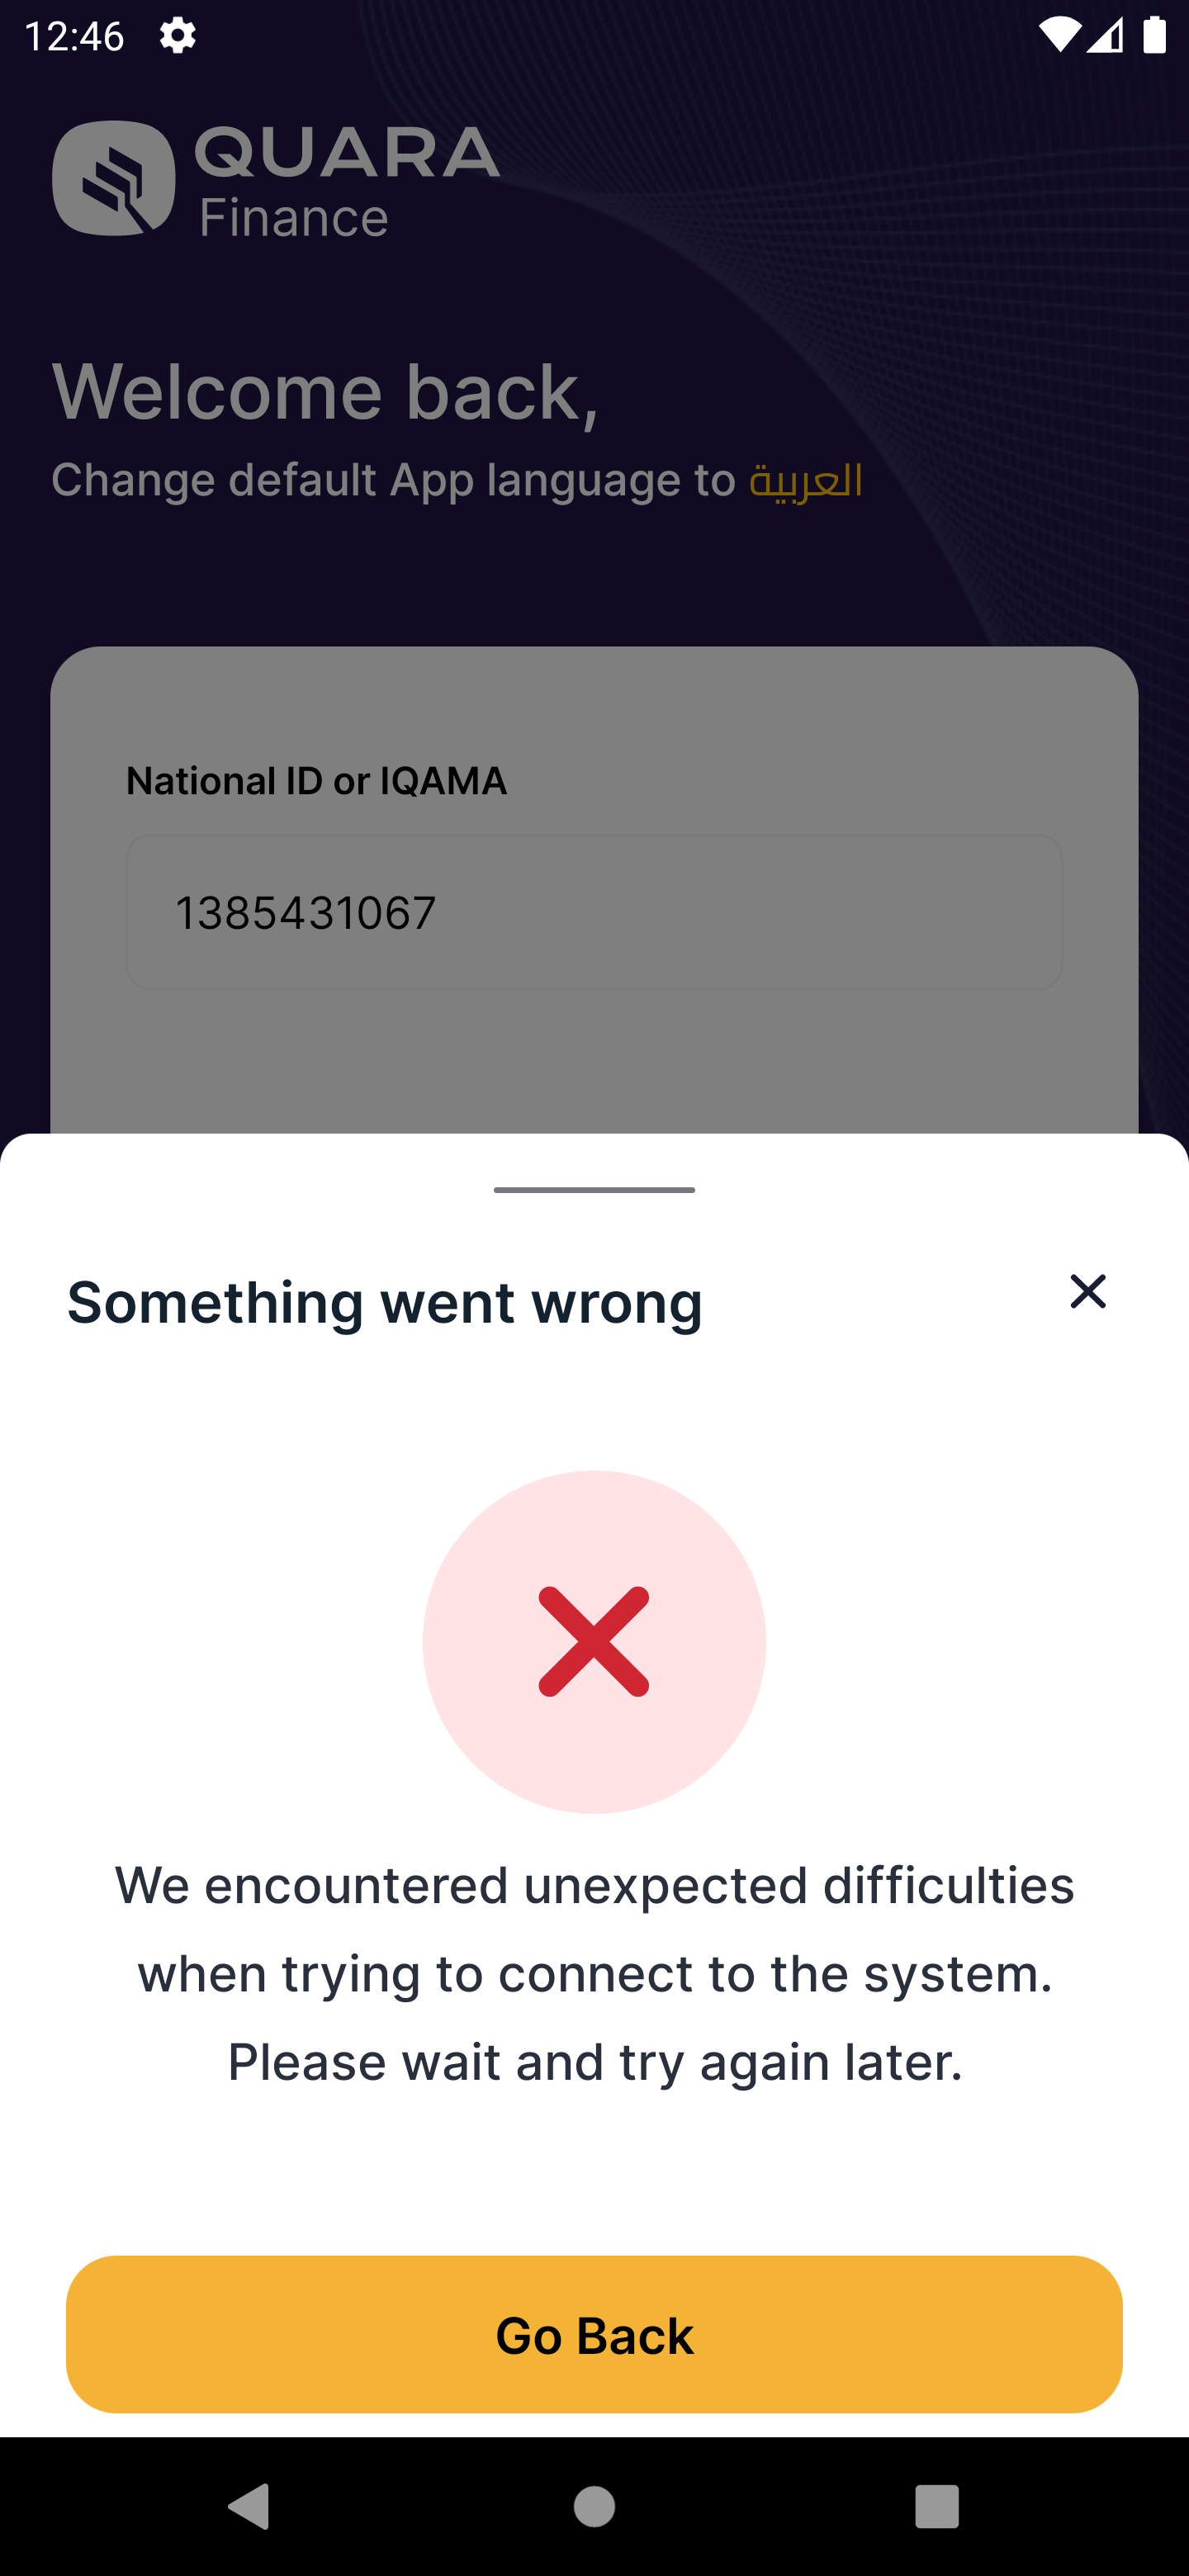 12:46
QUARA
Finance
Welcome back,
Change default App language to العربية
National ID or IQAMA
1385431067
Something went wrong
We encountered unexpected difficulties
when trying to connect to the system.
Please wait and try again later.
Go Back